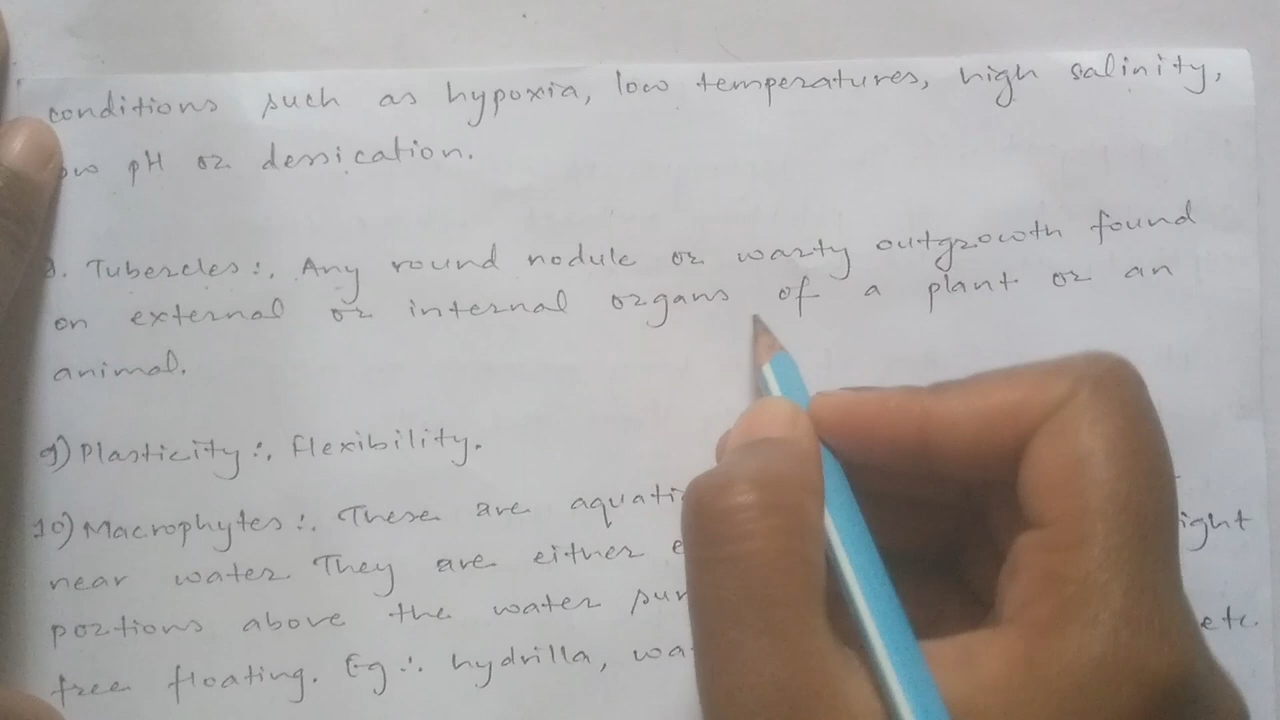 conditions such as hypoxia, low temperatures, high salinity,
pH or dessication.
8. Tubercles:. Any round nodule or warty outgrowth found
on external or internal organs of a plant or an
animal.
9) Plasticity:. flexibility.
10) Macrophytes:. These are
near water. They are either
portions above the water
free floating. Eg:. hydrilla, etc.